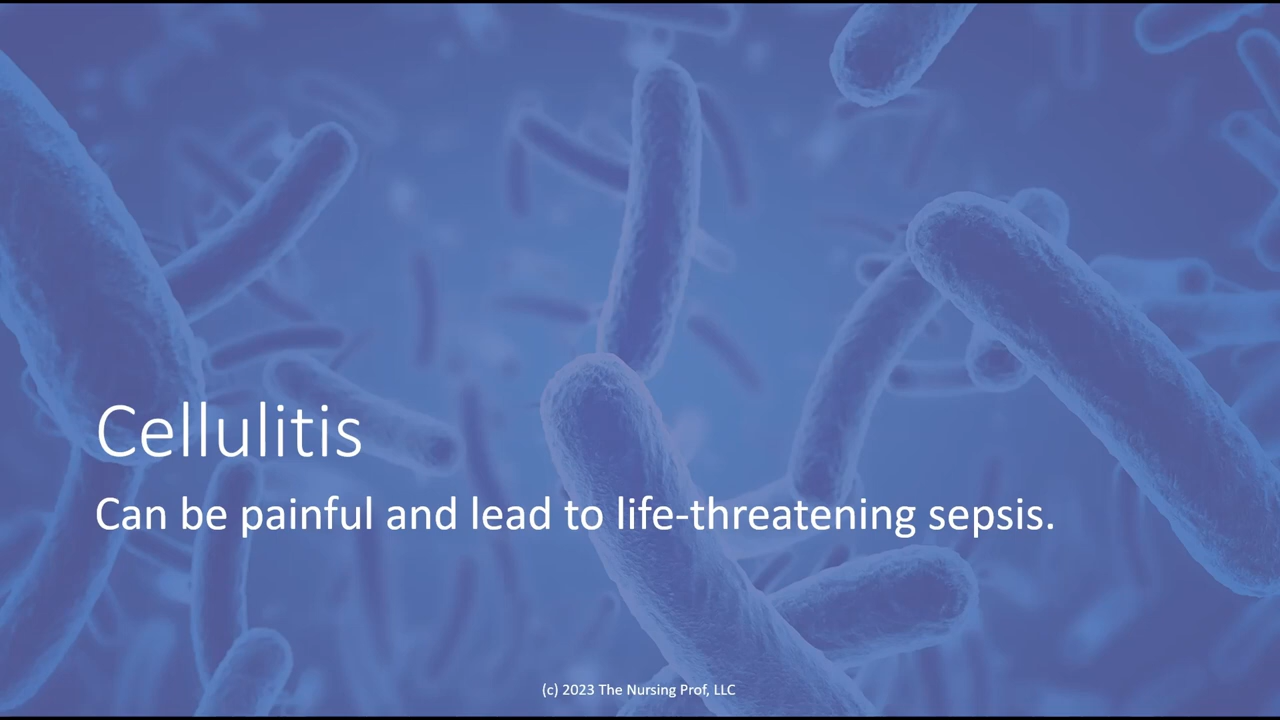 Cellulitis
Can be painful and lead to life-threatening sepsis.
(c) 2023 The Nursing Prof, LLC